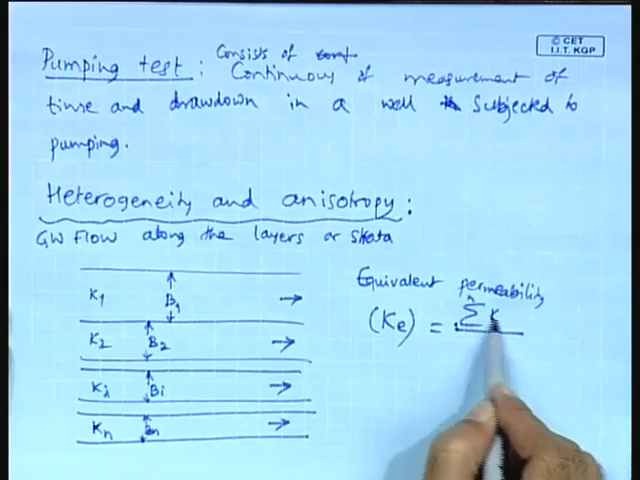 © CET
I.I.T. KGP
Consists of
Pumping test : Continuous of measurement of
time and drawdown in a well subjected to
pumping.
Heterogeneity and anisotropy :
GW Flow along the layers or strata
K1 B1
K2 B2
Ki Bi
Kn Bn
Equivalent permeability
(Ke) = n Σ K